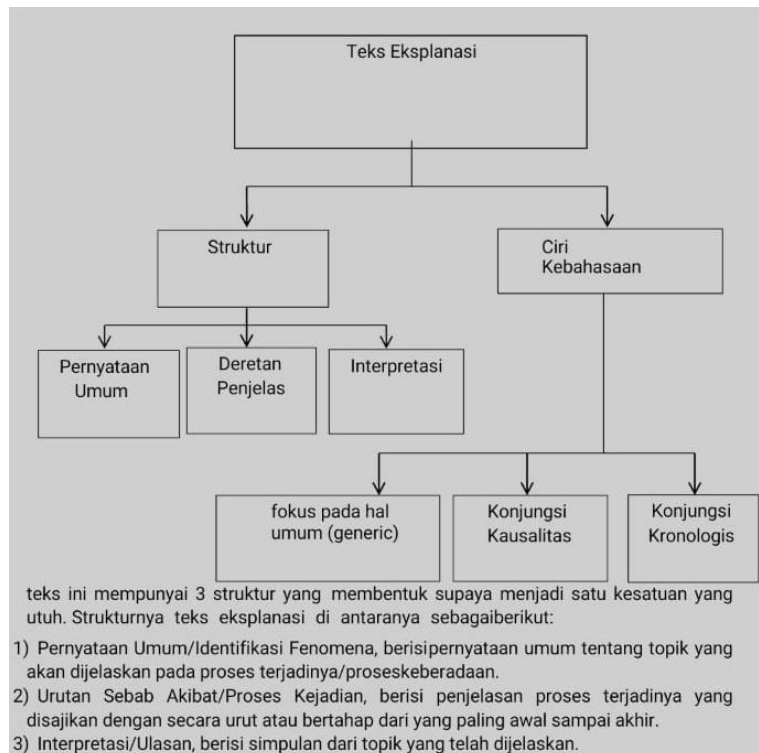 Teks Eksplanasi
Struktur
Ciri
Kebahasaan
Pernyataan
Umum
Deretan
Penjelas
Interpretasi
fokus pada hal
umum (generic)
Konjungsi
Kausalitas
Konjungsi
Kronologis
teks ini mempunyai 3 struktur yang membentuk supaya menjadi satu kesatuan yang
utuh. Strukturnya teks eksplanasi di antaranya sebagaiberikut:
1) Pernyataan Umum/Identifikasi Fenomena, berisipernyataan umum tentang topik yang
akan dijelaskan pada proses terjadinya/proseskeberadaan.
2) Urutan Sebab Akibat/Proses Kejadian, berisi penjelasan proses terjadinya yang
disajikan dengan secara urut atau bertahap dari yang paling awal sampai akhir.
3) Interpretasi/Ulasan, berisi simpulan dari topik yang telah dijelaskan.